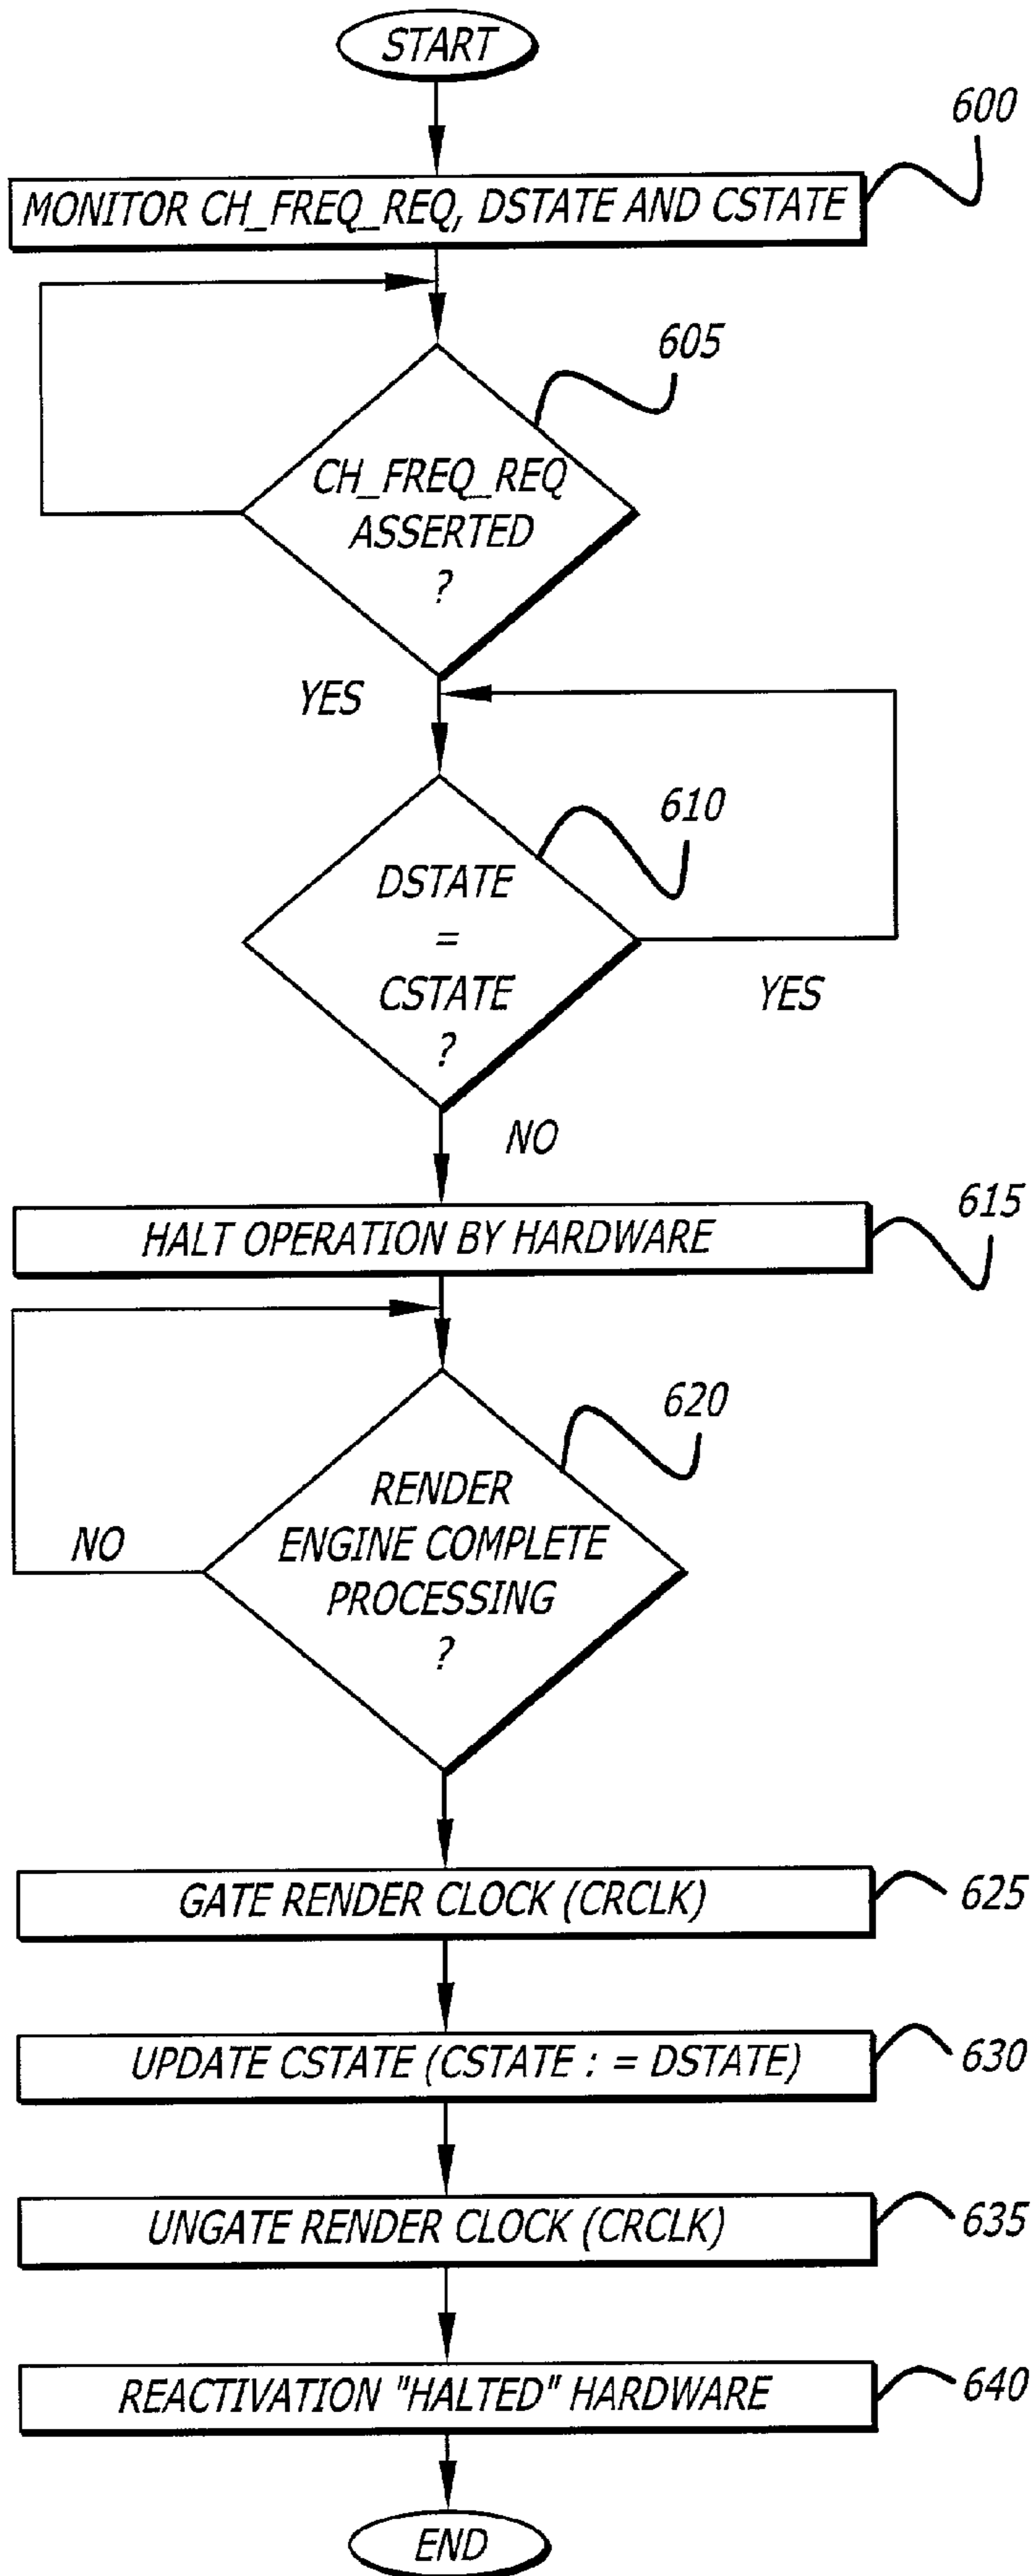 START
600
MONITOR CH_FREQ_REQ, DSTATE AND CSTATE
605
CH_FREQ_REQ
ASSERTED
?
YES
610
DSTATE
=
CSTATE
?
YES
NO
615
HALT OPERATION BY HARDWARE
620
RENDER
ENGINE COMPLETE
PROCESSING
?
NO
GATE RENDER CLOCK (CRCLK)
625
UPDATE CSTATE (CSTATE : = DSTATE)
630
UNGATE RENDER CLOCK (CRCLK)
635
REACTIVATION "HALTED" HARDWARE
640
END